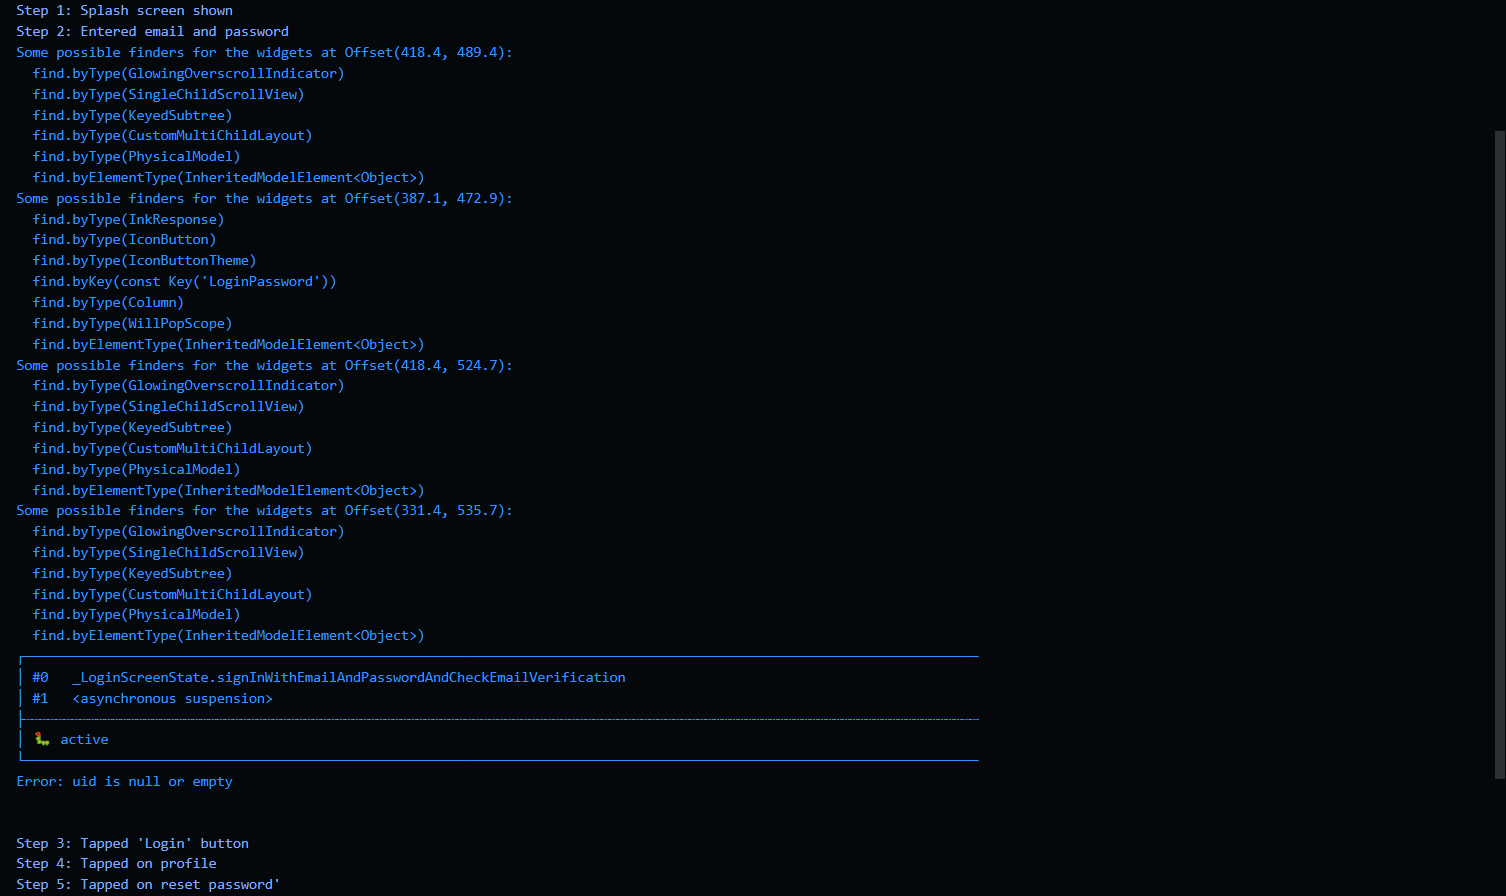 Step 1: Splash screen shown
Step 2: Entered email and password
Some possible finders for the widgets at Offset(418.4, 489.4):
  find.byType(GlowingOverscrollIndicator)
  find.byType(SingleChildScrollView)
  find.byType(KeyedSubtree)
  find.byType(CustomMultiChildLayout)
  find.byType(PhysicalModel)
  find.byElementType(InheritedModelElement<Object>)
Some possible finders for the widgets at Offset(387.1, 472.9):
  find.byType(InkResponse)
  find.byType(IconButton)
  find.byType(IconButtonTheme)
  find.byKey(const Key('LoginPassword'))
  find.byType(Column)
  find.byType(WillPopScope)
  find.byElementType(InheritedModelElement<Object>)
Some possible finders for the widgets at Offset(418.4, 524.7):
  find.byType(GlowingOverscrollIndicator)
  find.byType(SingleChildScrollView)
  find.byType(KeyedSubtree)
  find.byType(CustomMultiChildLayout)
  find.byType(PhysicalModel)
  find.byElementType(InheritedModelElement<Object>)
Some possible finders for the widgets at Offset(331.4, 535.7):
  find.byType(GlowingOverscrollIndicator)
  find.byType(SingleChildScrollView)
  find.byType(KeyedSubtree)
  find.byType(CustomMultiChildLayout)
  find.byType(PhysicalModel)
  find.byElementType(InheritedModelElement<Object>)
#0   _LoginScreenState.signInWithEmailAndPasswordAndCheckEmailVerification
#1   <asynchronous suspension>
🐛 active
Error: uid is null or empty
Step 3: Tapped 'Login' button
Step 4: Tapped on profile
Step 5: Tapped on reset password'